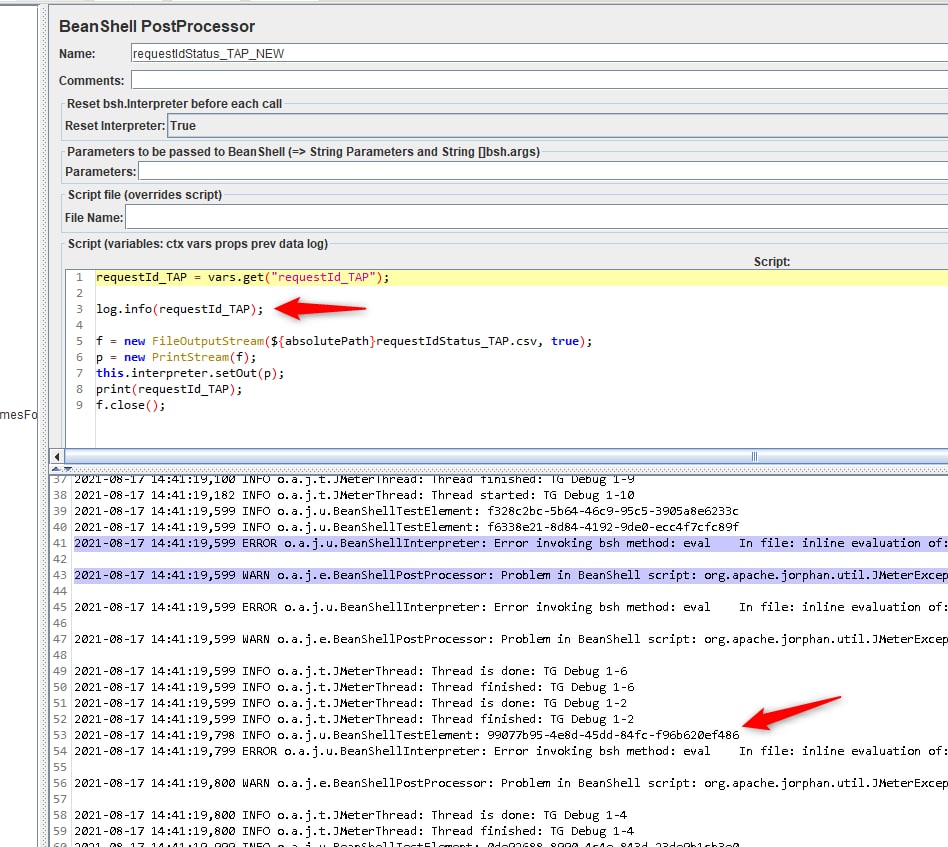 BeanShell PostProcessor
Name: requestIdStatus_TAP_NEW
Comments:
Reset bsh.Interpreter before each call
Reset Interpreter: True
Parameters to be passed to BeanShell (=> String Parameters and String []bsh.args)
Parameters:
Script file (overrides script)
File Name:
Script (variables: ctx vars props prev data log)
Script:
1 requestId_TAP = vars.get("requestId_TAP");
2
3 log.info(requestId_TAP);
4
5 f = new FileOutputStream(${absolutePath}requestIdStatus_TAP.csv, true);
6 p = new PrintStream(f);
7 this.interpreter.setOut(p);
8 print(requestId_TAP);
9 f.close();
mesFo
37 2021-08-17 14:41:19,100 INFO o.a.j.t.JMeterThread: Thread finished: TG Debug 1-9
38 2021-08-17 14:41:19,182 INFO o.a.j.t.JMeterThread: Thread started: TG Debug 1-10
39 2021-08-17 14:41:19,599 INFO o.a.j.u.BeanShellTestElement: f328c2bc-5b64-46c9-95c5-3905a8e6233c
40 2021-08-17 14:41:19,599 INFO o.a.j.u.BeanShellTestElement: f6338e21-8d84-4192-9de0-ecc4f7cfc89f
41 2021-08-17 14:41:19,599 ERROR o.a.j.u.BeanShellInterpreter: Error invoking bsh method: eval In file: inline evaluation of:
42
43 2021-08-17 14:41:19,599 WARN o.a.j.e.BeanShellPostProcessor: Problem in BeanShell script: org.apache.jorphan.util.JMeterExcep
44
45 2021-08-17 14:41:19,599 ERROR o.a.j.u.BeanShellInterpreter: Error invoking bsh method: eval In file: inline evaluation of:
46
47 2021-08-17 14:41:19,599 WARN o.a.j.e.BeanShellPostProcessor: Problem in BeanShell script: org.apache.jorphan.util.JMeterExcep
48
49 2021-08-17 14:41:19,599 INFO o.a.j.t.JMeterThread: Thread is done: TG Debug 1-6
50 2021-08-17 14:41:19,599 INFO o.a.j.t.JMeterThread: Thread finished: TG Debug 1-6
51 2021-08-17 14:41:19,599 INFO o.a.j.t.JMeterThread: Thread is done: TG Debug 1-2
52 2021-08-17 14:41:19,599 INFO o.a.j.t.JMeterThread: Thread finished: TG Debug 1-2
53 2021-08-17 14:41:19,798 INFO o.a.j.u.BeanShellTestElement: 99077b95-4e8d-45dd-84fc-f96b620ef486
54 2021-08-17 14:41:19,799 ERROR o.a.j.u.BeanShellInterpreter: Error invoking bsh method: eval In file: inline evaluation of:
55
56 2021-08-17 14:41:19,800 WARN o.a.j.e.BeanShellPostProcessor: Problem in BeanShell script: org.apache.jorphan.util.JMeterExcep
57
58 2021-08-17 14:41:19,800 INFO o.a.j.t.JMeterThread: Thread is done: TG Debug 1-4
59 2021-08-17 14:41:19,800 INFO o.a.j.t.JMeterThread: Thread finished: TG Debug 1-4